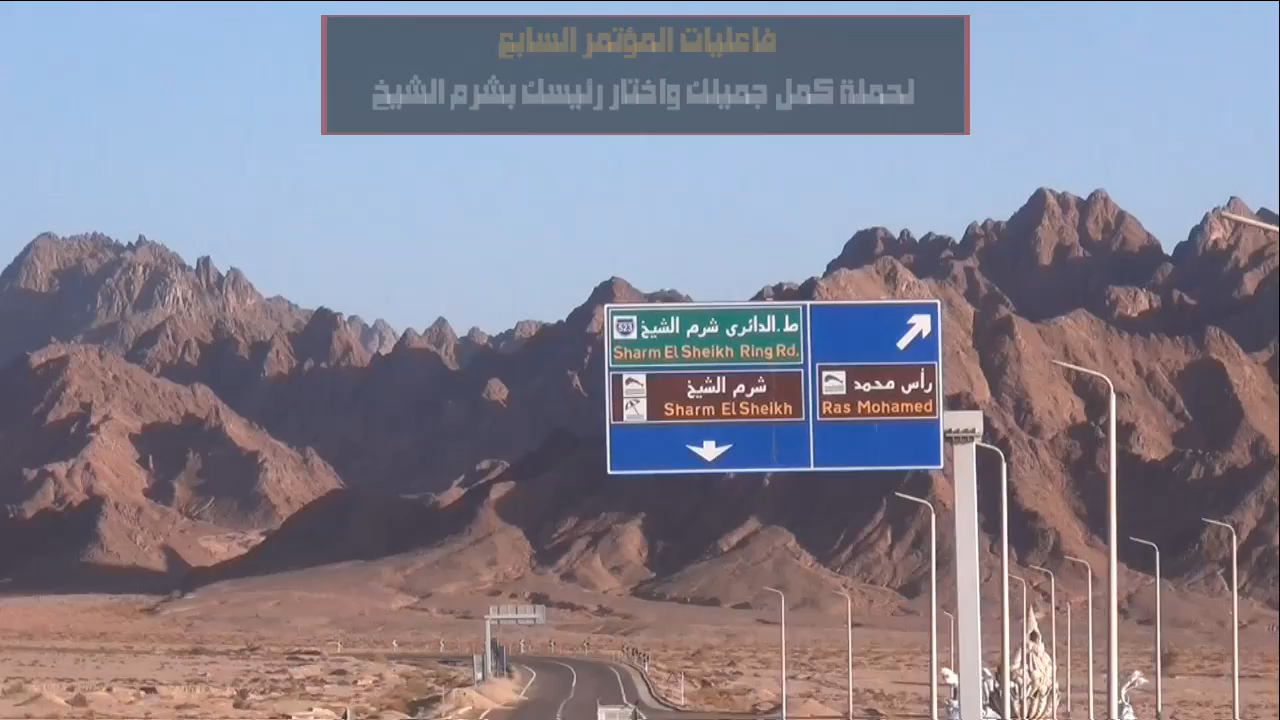 فاعليات المؤتمر السابع
لحملة كمل جميلك واختار رئيسك بشرم الشيخ
ط.الدائرى شرم الشيخ
523
Sharm El Sheikh Ring Rd.
شرم الشيخ
Sharm El Sheikh
رأس محمد
Ras Mohamed